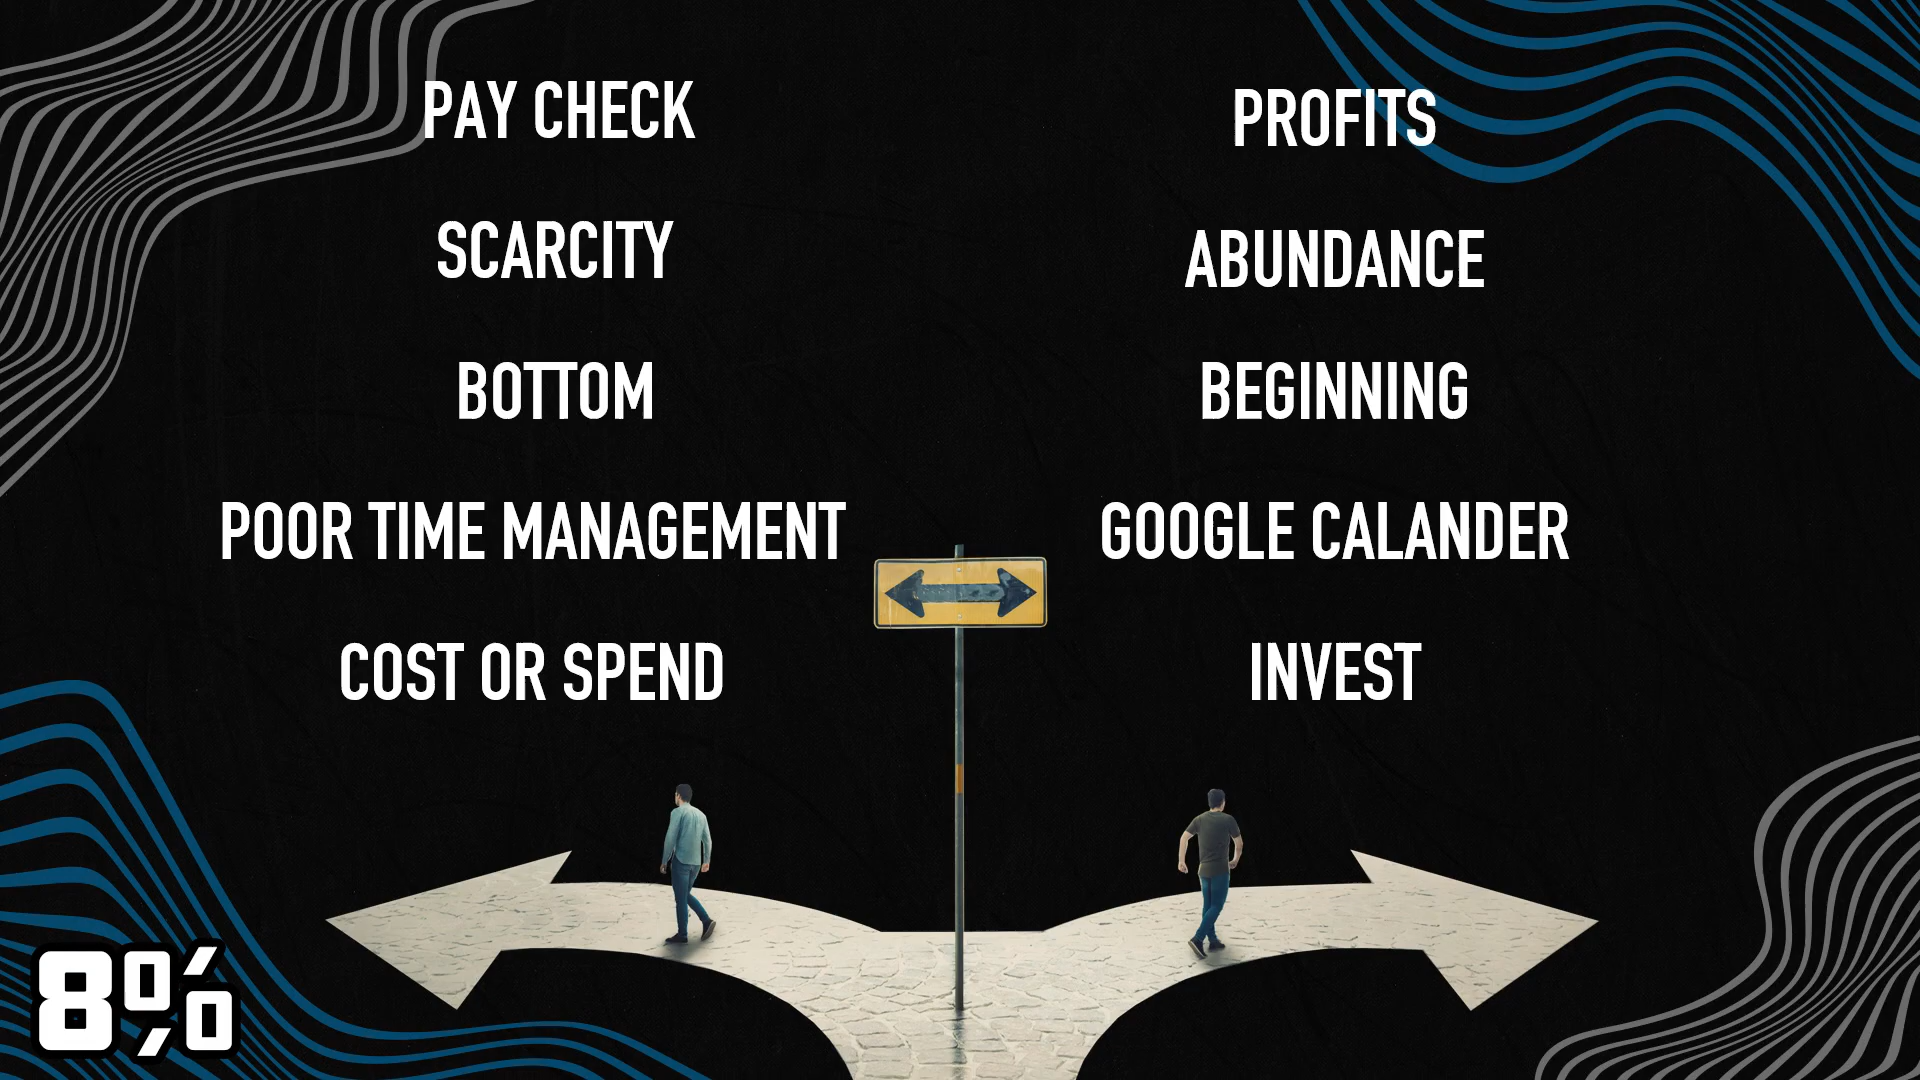 PAY CHECK
PROFITS
SCARCITY
ABUNDANCE
BOTTOM
BEGINNING
POOR TIME MANAGEMENT
GOOGLE CALANDER
COST OR SPEND
INVEST
8%